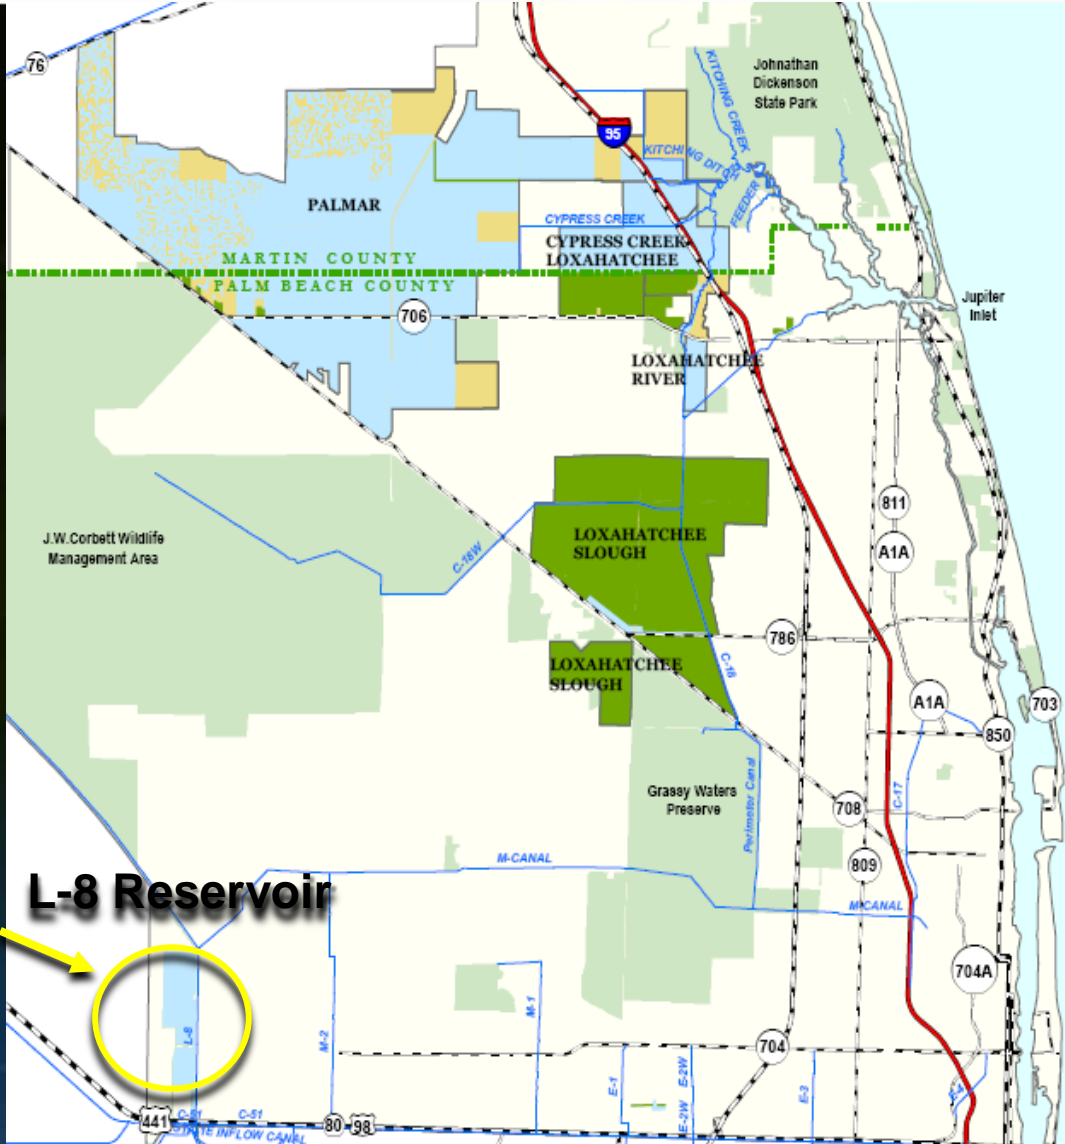 76
Johnathan
Dickenson
State Park
KITCHING CREEK
95
KITCHING DITCH
PALMAR
FEEDER
CYPRESS CREEK
CYPRESS CREEK
LOXAHATCHEE
MARTIN COUNTY
PALM BEACH COUNTY
Jupiter
Inlet
706
LOXAHATCHEE
RIVER
811
J.W.Corbett Wildlife
Management Area
LOXAHATCHEE
SLOUGH
A1A
C-18W
786
LOXAHATCHEE
SLOUGH
C-18
A1A
703
850
Grassy Waters
Preserve
Perimeter Canal
C-17
708
M-CANAL
809
L-8 Reservoir
M-CANAL
704A
L-8
M-2
M-1
704
E-1
E-2W
E-2W
E-3
E-4
441
C-51
C-51
80
98
STATE INFLOW CANAL